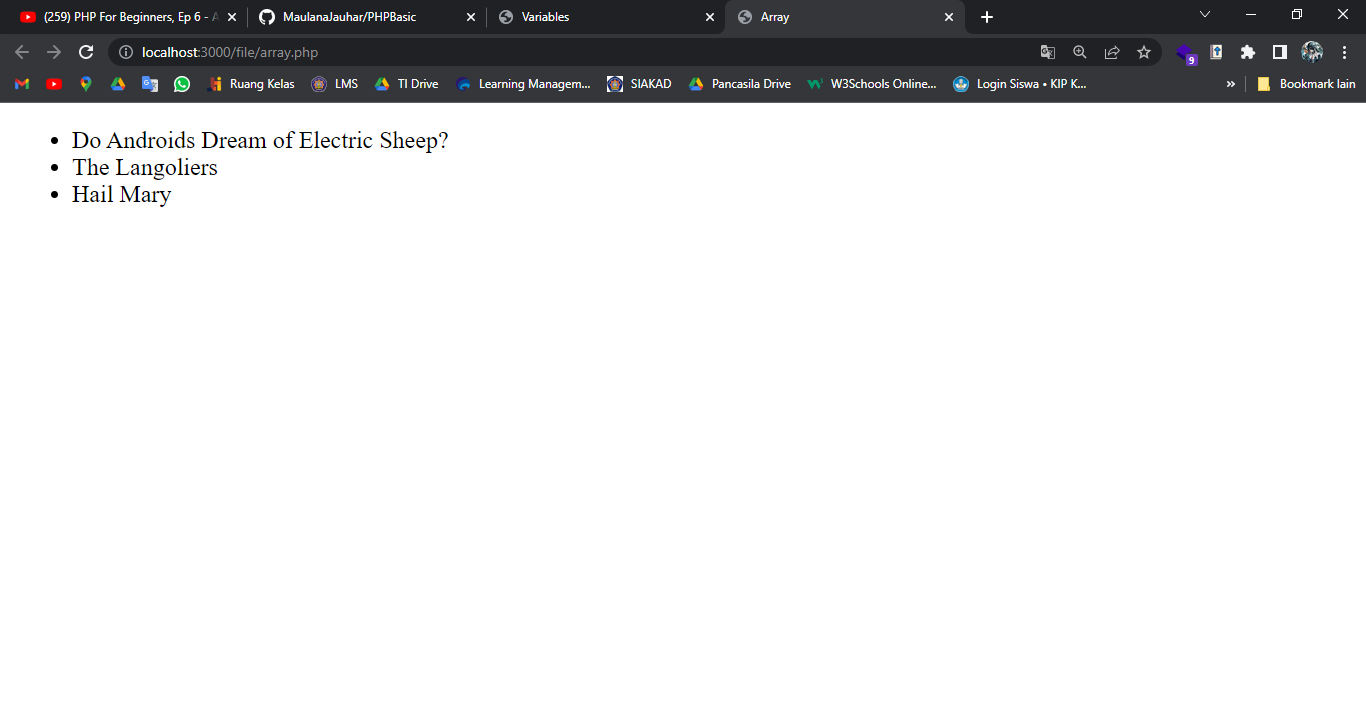 (259) PHP For Beginners, Ep 6 - A
MaulanaJauhar/PHPBasic
Variables
Array
localhost:3000/file/array.php
9
Ruang Kelas
LMS
TI Drive
Learning Managem...
SIAKAD
Pancasila Drive
W3Schools Online...
Login Siswa • KIP K...
»
Bookmark lain
• Do Androids Dream of Electric Sheep?
• The Langoliers
• Hail Mary